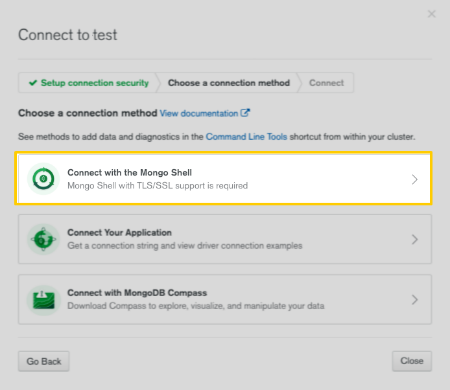 Connect to test
Setup connection security
Choose a connection method
Connect
Choose a connection method View documentation
See methods to add data and diagnostics in the Command Line Tools shortcut from within your cluster.
Connect with the Mongo Shell
Mongo Shell with TLS/SSL support is required
Connect Your Application
Get a connection string and view driver connection examples
Connect with MongoDB Compass
Download Compass to explore, visualize, and manipulate your data
Go Back
Close